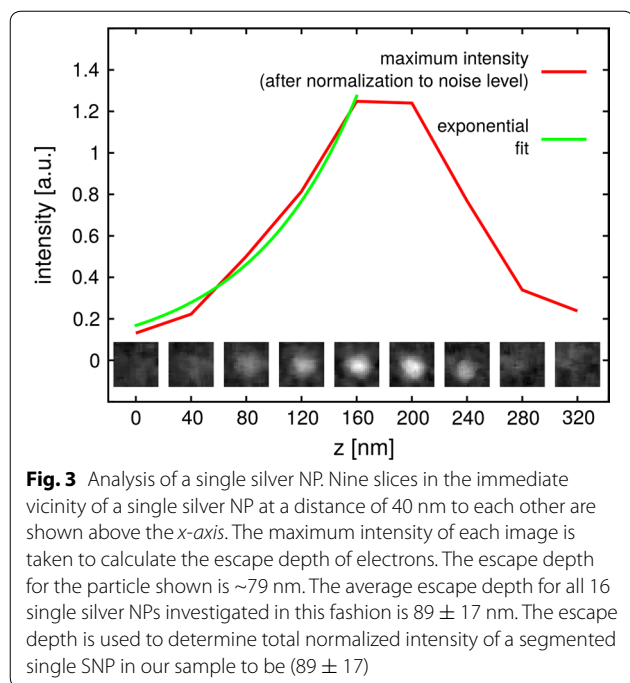 maximum intensity
(after normalization to noise level)
exponential
fit
intensity [a.u.]
1.4
1.2
1
0.8
0.6
0.4
0.2
0
0 40 80 120 160 200 240 280 320
z [nm]
Fig. 3 Analysis of a single silver NP. Nine slices in the immediate
vicinity of a single silver NP at a distance of 40 nm to each other are
shown above the x-axis. The maximum intensity of each image is
taken to calculate the escape depth of electrons. The escape depth
for the particle shown is ~79 nm. The average escape depth for all 16
single silver NPs investigated in this fashion is 89 ± 17 nm. The escape
depth is used to determine total normalized intensity of a segmented
single SNP in our sample to be (89 ± 17)